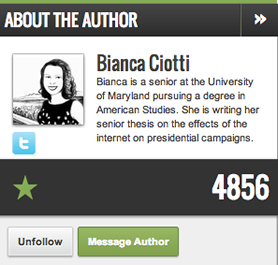 ABOUT THE AUTHOR »
Bianca Ciotti
Bianca is a senior at the University
of Maryland pursuing a degree in
American Studies. She is writing her
senior thesis on the effects of the
internet on presidential campaigns.
4856
Unfollow Message Author